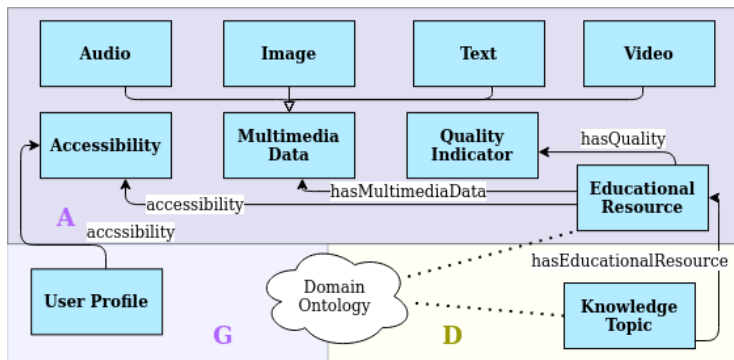 Audio
Image
Text
Video
Accessibility
Multimedia
Data
Quality
Indicator
hasQuality
Educational
Resource
hasMultimediaData
accessibility
A
accssibility
hasEducationalResource
User Profile
Domain
Ontology
Knowledge
Topic
G
D